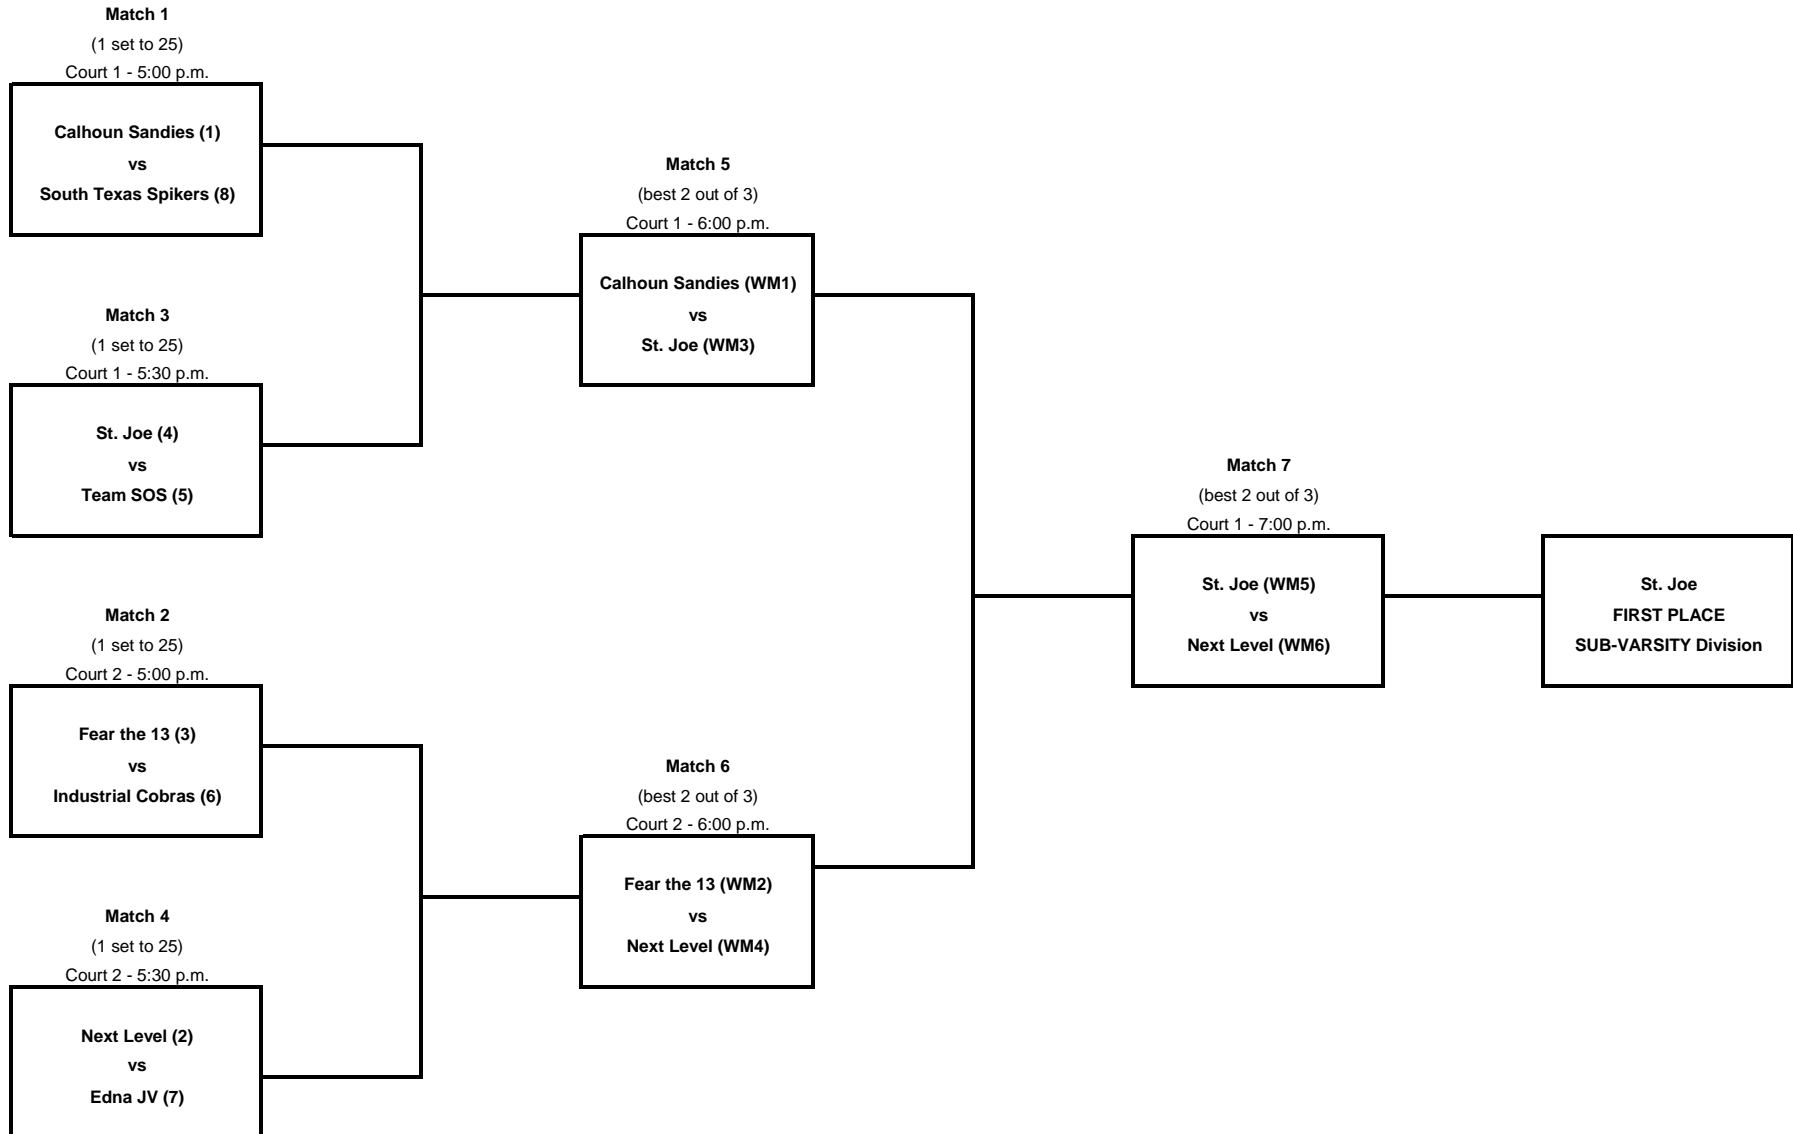 Match 1
(1 set to 25)
Court 1 - 5:00 p.m.
Calhoun Sandies (1)
vs
South Texas Spikers (8)
Match 3
(1 set to 25)
Court 1 - 5:30 p.m.
St. Joe (4)
vs
Team SOS (5)
Match 2
(1 set to 25)
Court 2 - 5:00 p.m.
Fear the 13 (3)
vs
Industrial Cobras (6)
Match 4
(1 set to 25)
Court 2 - 5:30 p.m.
Next Level (2)
vs
Edna JV (7)
Match 5
(best 2 out of 3)
Court 1 - 6:00 p.m.
Calhoun Sandies (WM1)
vs
St. Joe (WM3)
Match 6
(best 2 out of 3)
Court 2 - 6:00 p.m.
Fear the 13 (WM2)
vs
Next Level (WM4)
Match 7
(best 2 out of 3)
Court 1 - 7:00 p.m.
St. Joe (WM5)
vs
Next Level (WM6)
St. Joe
FIRST PLACE
SUB-VARSITY Division